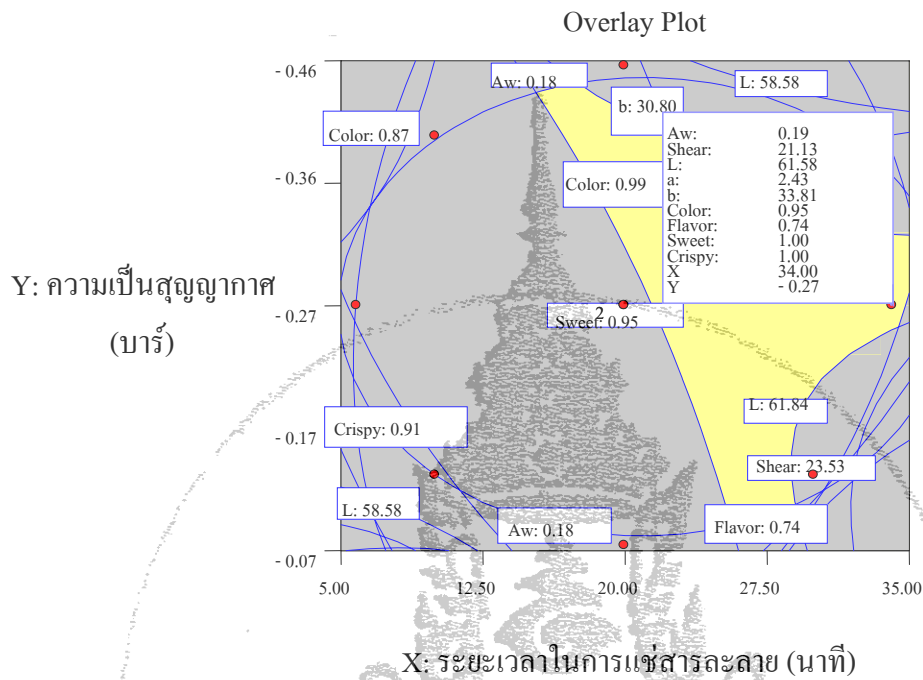 Overlay Plot
- 0.46
- 0.36
- 0.27
- 0.17
- 0.07
Y: ความเป็นสุญญากาศ
(บาร์)
Aw: 0.18
L: 58.58
b: 30.80
Color: 0.87
Color: 0.99
Aw: 0.19
Shear: 21.13
L: 61.58
a: 2.43
b: 33.81
Color: 0.95
Flavor: 0.74
Sweet: 1.00
Crispy: 1.00
X 34.00
Y - 0.27
2
Sweet: 0.95
L: 61.84
Crispy: 0.91
Shear: 23.53
L: 58.58
Aw: 0.18
Flavor: 0.74
5.00 12.50 20.00 27.50 35.00
X: ระยะเวลาในการแช่สารละลาย (นาที)